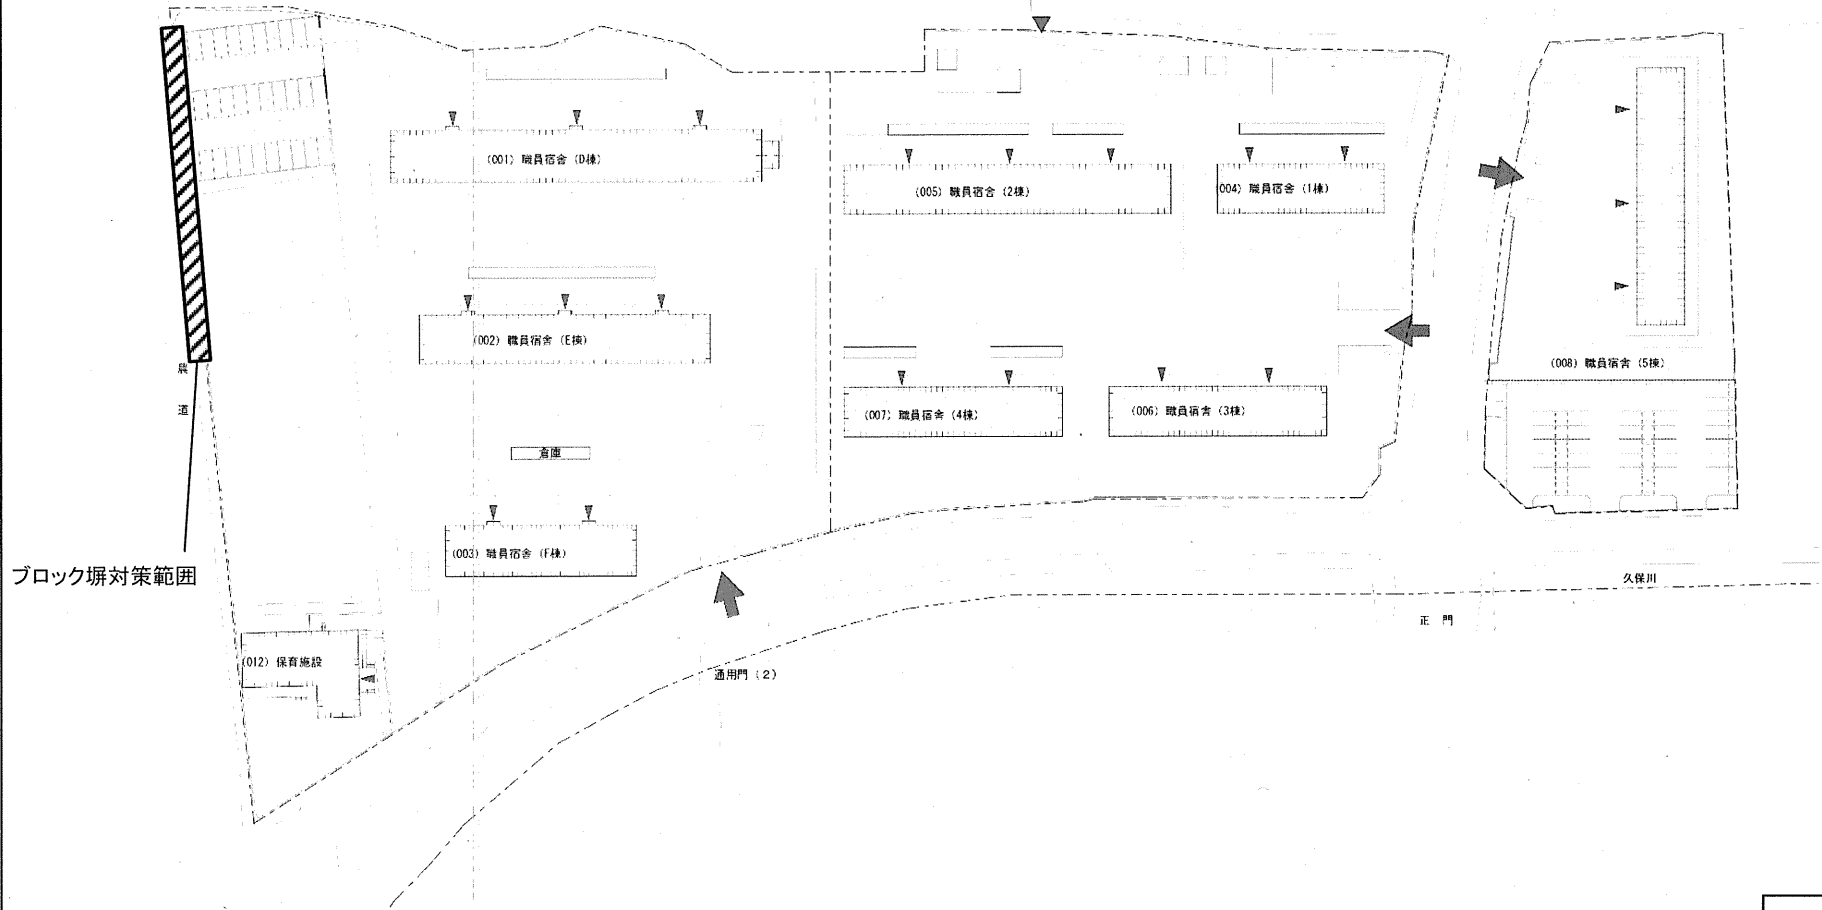 (001) 職員宿舎 (D棟)
(005) 職員宿舎 (2棟)
(004) 職員宿舎 (1棟)
(002) 職員宿舎 (E棟)
(008) 職員宿舎 (5棟)
農
道
(007) 職員宿舎 (4棟)
(006) 職員宿舎 (3棟)
倉庫
(003) 職員宿舎 (F棟)
ブロック塀対策範囲
久保川
正 門
(012) 保育施設
通用門 (2)